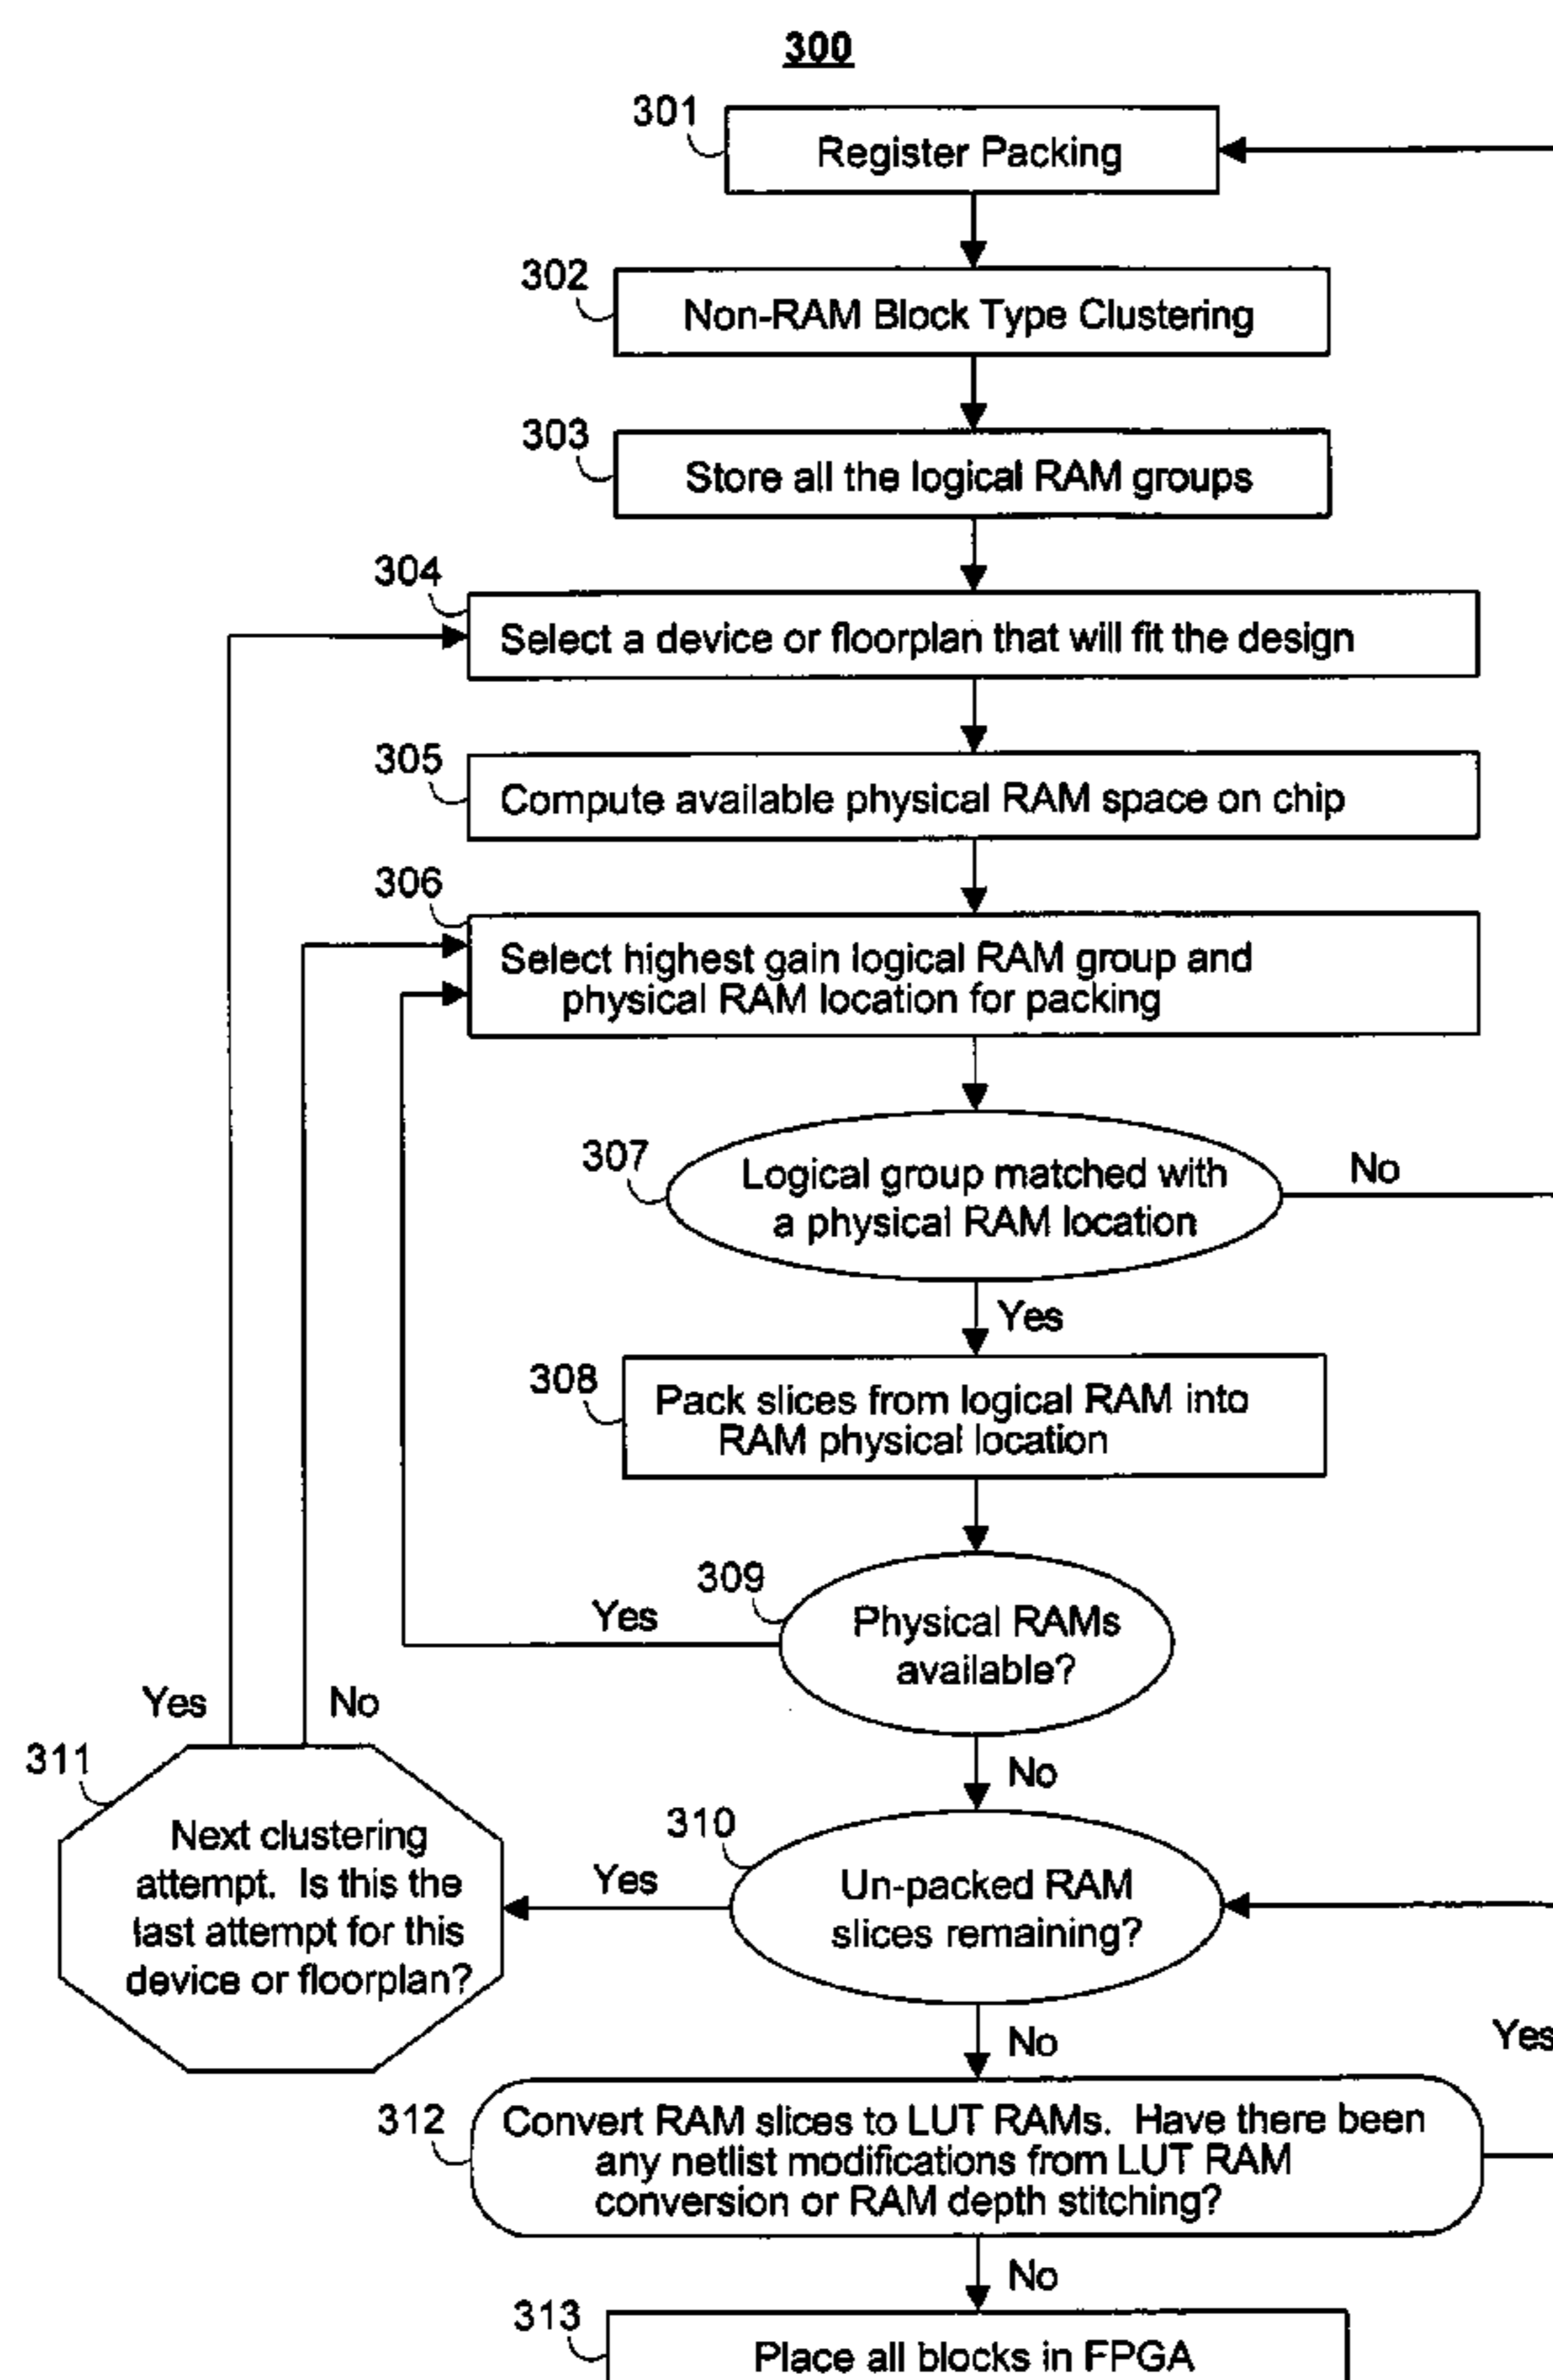 300
301
Register Packing
302
Non-RAM Block Type Clustering
303
Store all the logical RAM groups
304
Select a device or floorplan that will fit the design
305
Compute available physical RAM space on chip
306
Select highest gain logical RAM group and
physical RAM location for packing
307
Logical group matched with
a physical RAM location
No
Yes
308
Pack slices from logical RAM into
RAM physical location
309
Physical RAMs
available?
Yes
No
Yes
No
310
Un-packed RAM
slices remaining?
Yes
311
Next clustering
attempt. Is this the
last attempt for this
device or floorplan?
No
Yes
312
Convert RAM slices to LUT RAMs. Have there been
any netlist modifications from LUT RAM
conversion or RAM depth stitching?
No
313
Place all blocks in FPGA